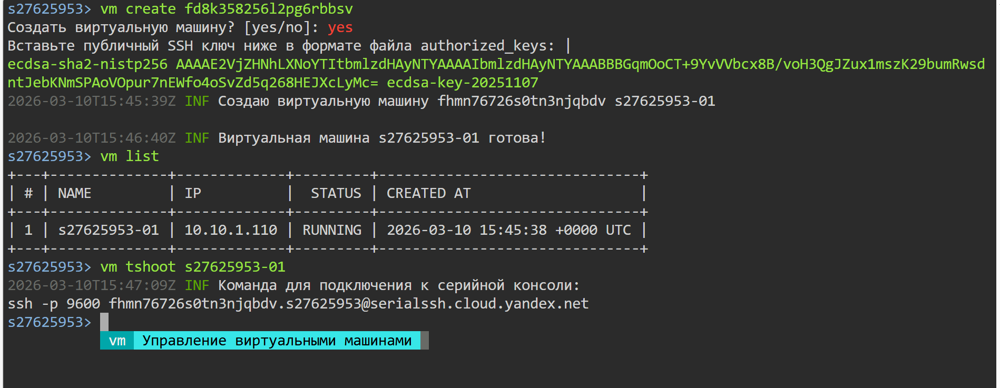 s27625953> vm create fd8k358256l2pg6rbbsv
Создать виртуальную машину? [yes/no]: yes
Вставьте публичный SSH ключ ниже в формате файла authorized_keys: |
ecdsa-sha2-nistp256 AAAAE2VjZHNhLXNoYTItbmlzdHAyNTYAAAAIbmlzdHAyNTYAAABBBGqmOoCT+9YvVVbcx8B/voH3QgJZux1mszK29bumRwsd
ntJebKNmSPAoVOpur7nEWfo4oSvZd5q268HEJXcLyMc= ecdsa-key-20251107
2026-03-10T15:45:39Z INF Создаю виртуальную машину fhmn76726s0tn3njqbdv s27625953-01
2026-03-10T15:46:40Z INF Виртуальная машина s27625953-01 готова!
s27625953> vm list
+---+--------------+-------------+---------+-------------------------------+
| # | NAME         | IP          |  STATUS | CREATED AT                    |
+---+--------------+-------------+---------+-------------------------------+
| 1 | s27625953-01 | 10.10.1.110 | RUNNING | 2026-03-10 15:45:38 +0000 UTC |
+---+--------------+-------------+---------+-------------------------------+
s27625953> vm tshoot s27625953-01
2026-03-10T15:47:09Z INF Команда для подключения к серийной консоли:
ssh -p 9600 fhmn76726s0tn3njqbdv.s27625953@serialssh.cloud.yandex.net
s27625953>
vm Управление виртуальными машинами